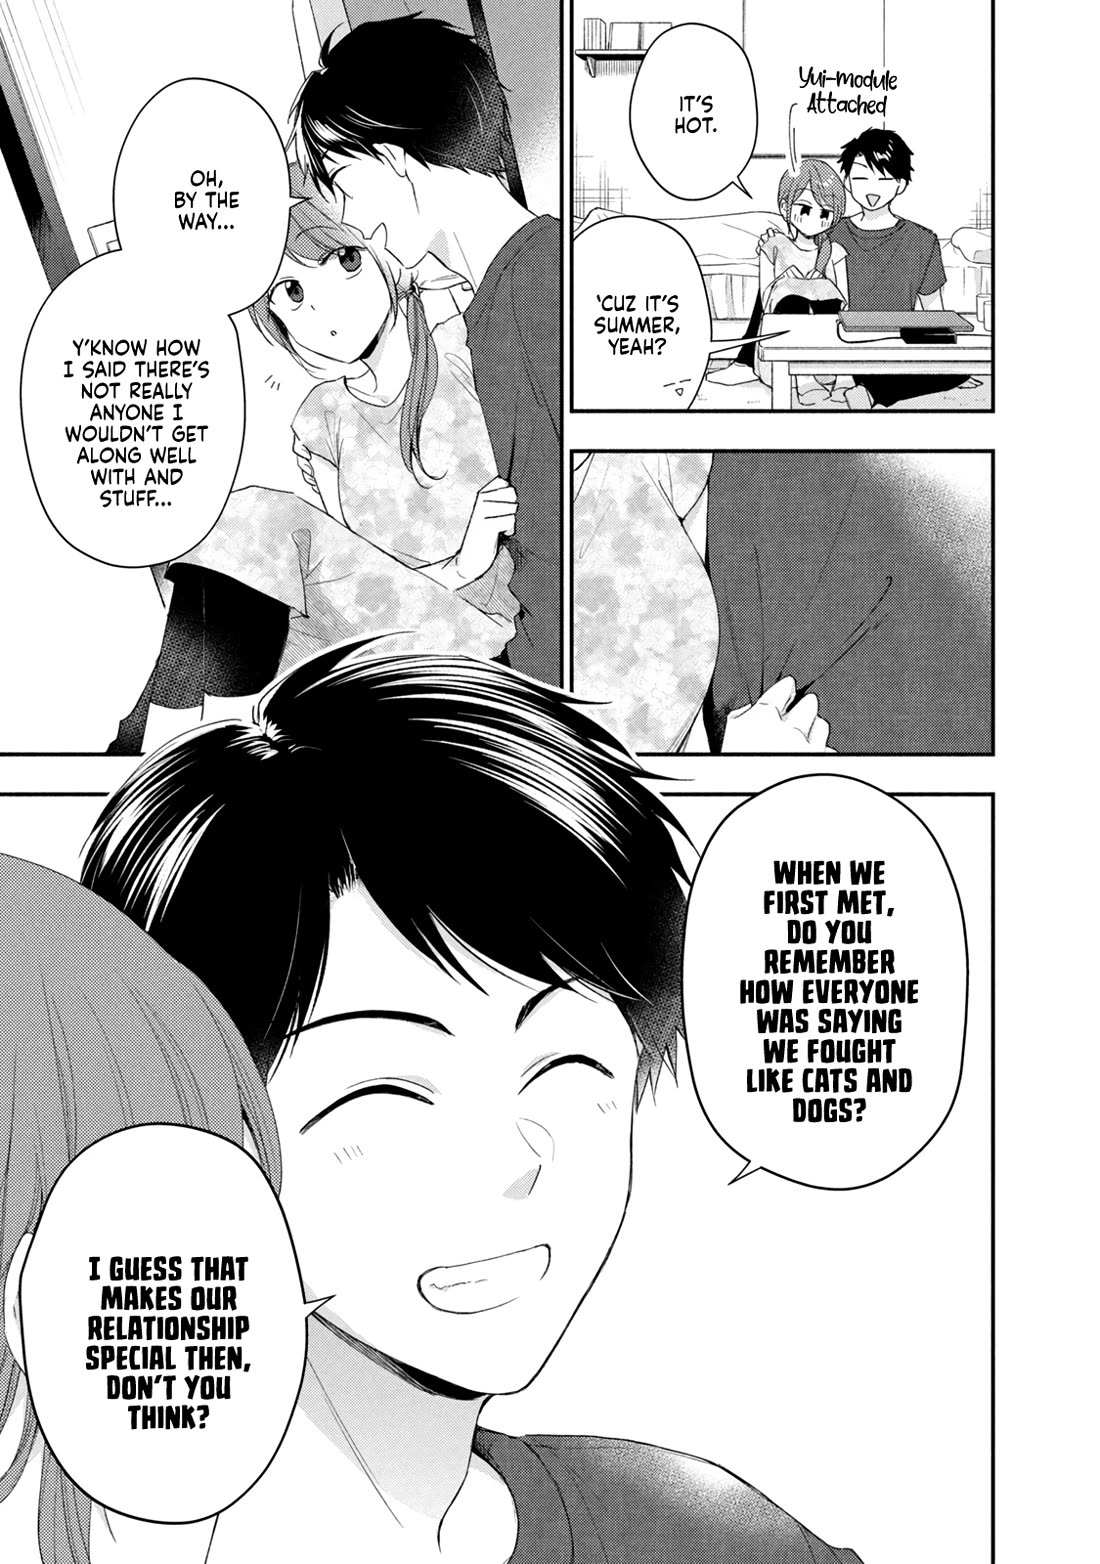 Yui-module
Attached
IT'S
HOT.
'CUZ IT'S
SUMMER,
YEAH?
OH,
BY THE
WAY...
Y'KNOW HOW
I SAID THERE'S
NOT REALLY
ANYONE I
WOULDN'T GET
ALONG WELL
WITH AND
STUFF...
WHEN WE
FIRST MET,
DO YOU
REMEMBER
HOW EVERYONE
WAS SAYING
WE FOUGHT
LIKE CATS AND
DOGS?
I GUESS THAT
MAKES OUR
RELATIONSHIP
SPECIAL THEN,
DON'T YOU
THINK?